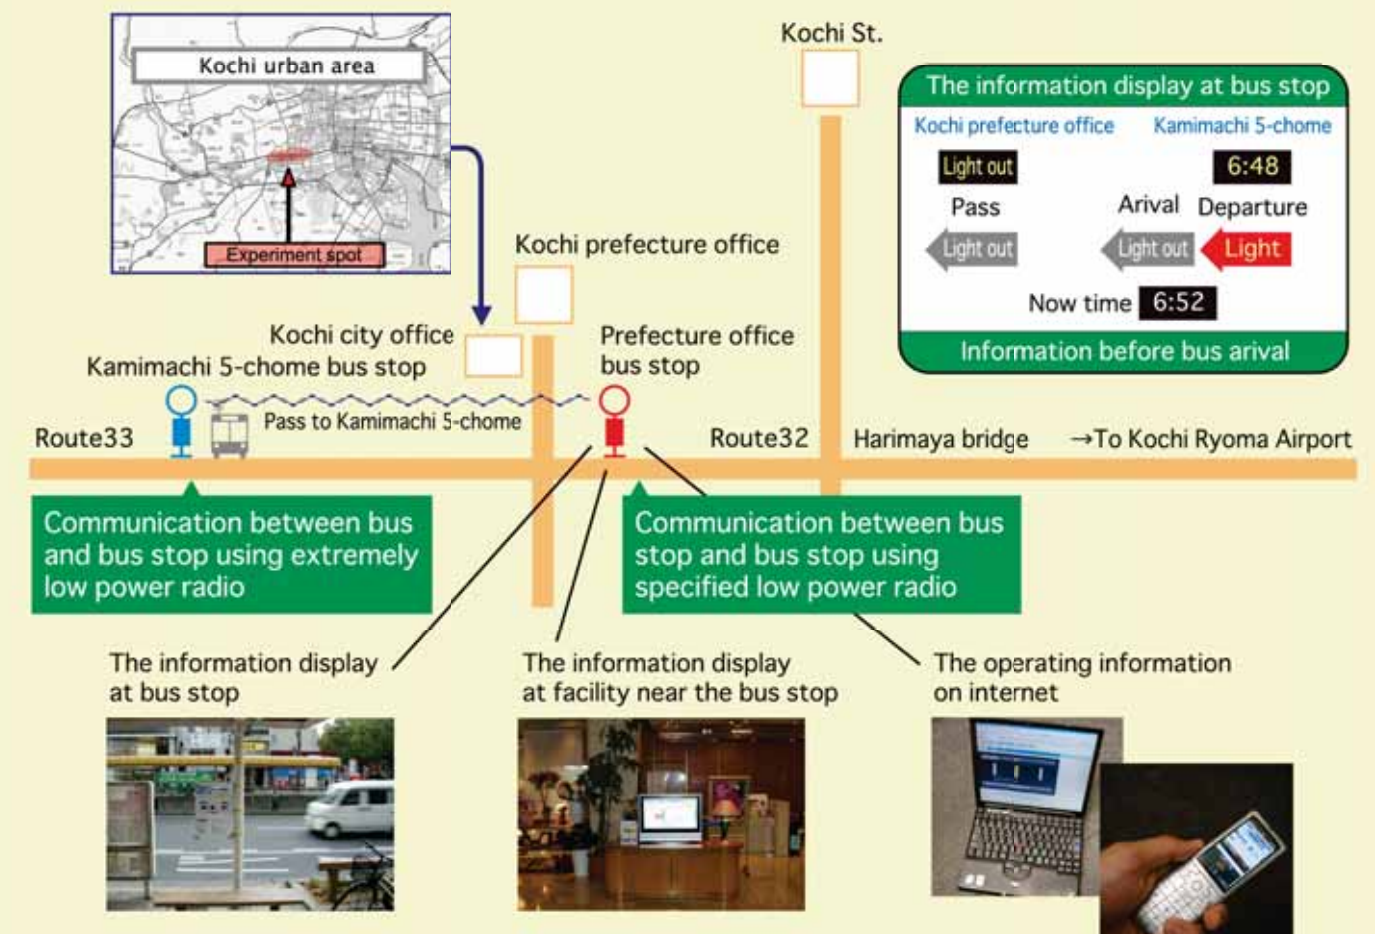 Kochi urban area
Experiment spot
Kochi St.
The information display at bus stop
Kochi prefecture office
Kamimachi 5-chome
Light out
6:48
Pass
Arival
Departure
Light out
Light out
Light
Now time
6:52
Information before bus arival
Kochi prefecture office
Kochi city office
Prefecture office
bus stop
Kamimachi 5-chome bus stop
Pass to Kamimachi 5-chome
Route33
Route32
Harimaya bridge
→To Kochi Ryoma Airport
Communication between bus
and bus stop using extremely
low power radio
Communication between bus
stop and bus stop using
specified low power radio
The information display
at bus stop
The information display
at facility near the bus stop
The operating information
on internet